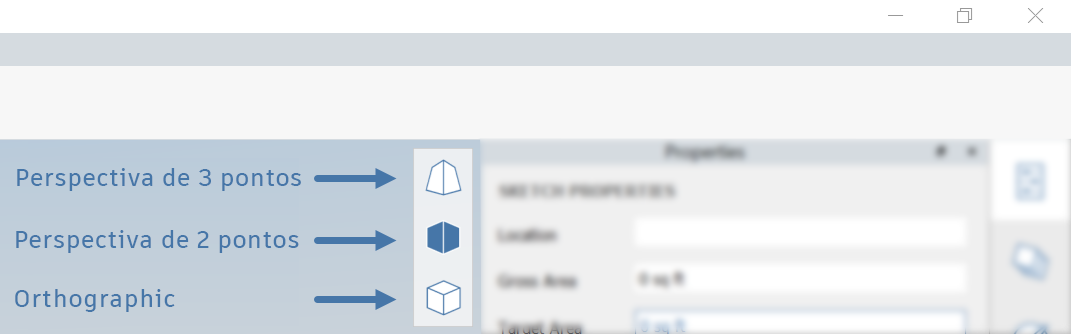 Properties
Perspectiva de 3 pontos
SKETCH PROPERTIES
Perspectiva de 2 pontos
Location
Gross Area
0 sq ft
Orthographic
Target Area
0 sq ft